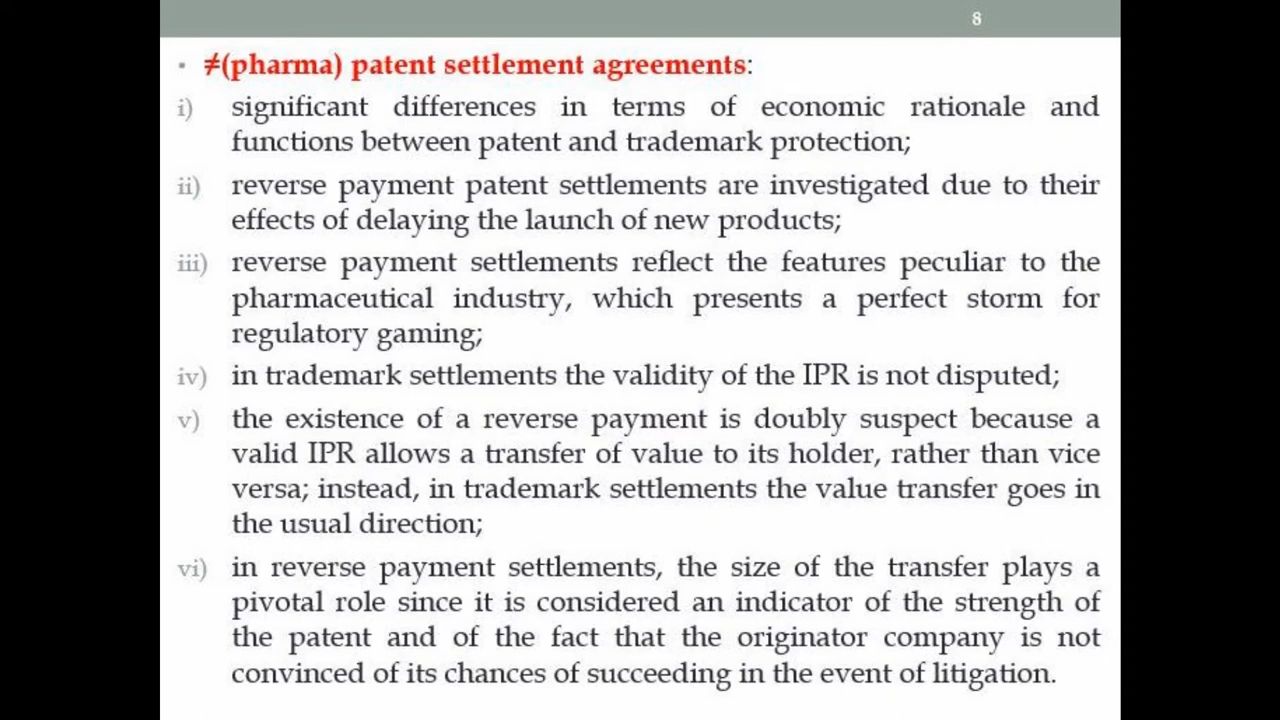 8
• ≠(pharma) patent settlement agreements:
i) significant differences in terms of economic rationale and
functions between patent and trademark protection;
ii) reverse payment patent settlements are investigated due to their
effects of delaying the launch of new products;
iii) reverse payment settlements reflect the features peculiar to the
pharmaceutical industry, which presents a perfect storm for
regulatory gaming;
iv) in trademark settlements the validity of the IPR is not disputed;
v) the existence of a reverse payment is doubly suspect because a
valid IPR allows a transfer of value to its holder, rather than vice
versa; instead, in trademark settlements the value transfer goes in
the usual direction;
vi) in reverse payment settlements, the size of the transfer plays a
pivotal role since it is considered an indicator of the strength of
the patent and of the fact that the originator company is not
convinced of its chances of succeeding in the event of litigation.